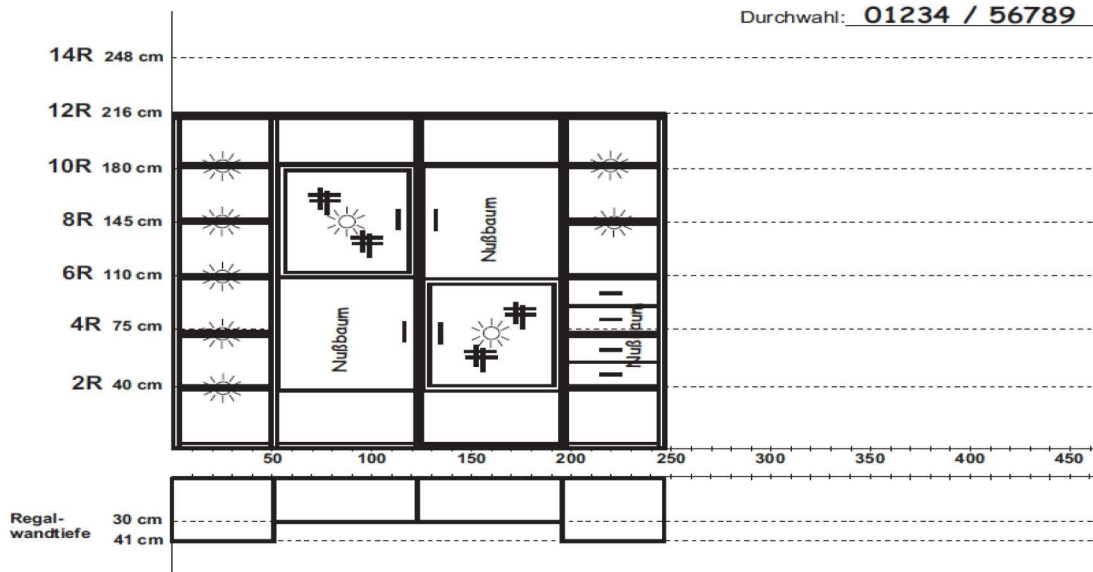 Durchwahl: 01234 / 56789
14R 248 cm
12R 216 cm
10R 180 cm
8R 145 cm
6R 110 cm
4R 75 cm
2R 40 cm
Nußbaum
Nußbaum
Nußbaum
50 100 150 200 250 300 350 400 450
Regal-
wandtiefe
30 cm
41 cm